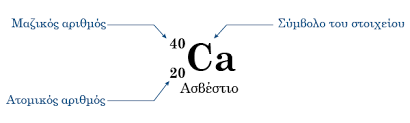 Μαζικός αριθμός
Σύμβολο του στοιχείου
40
Ca
20
Ασβέστιο
Ατομικός αριθμός